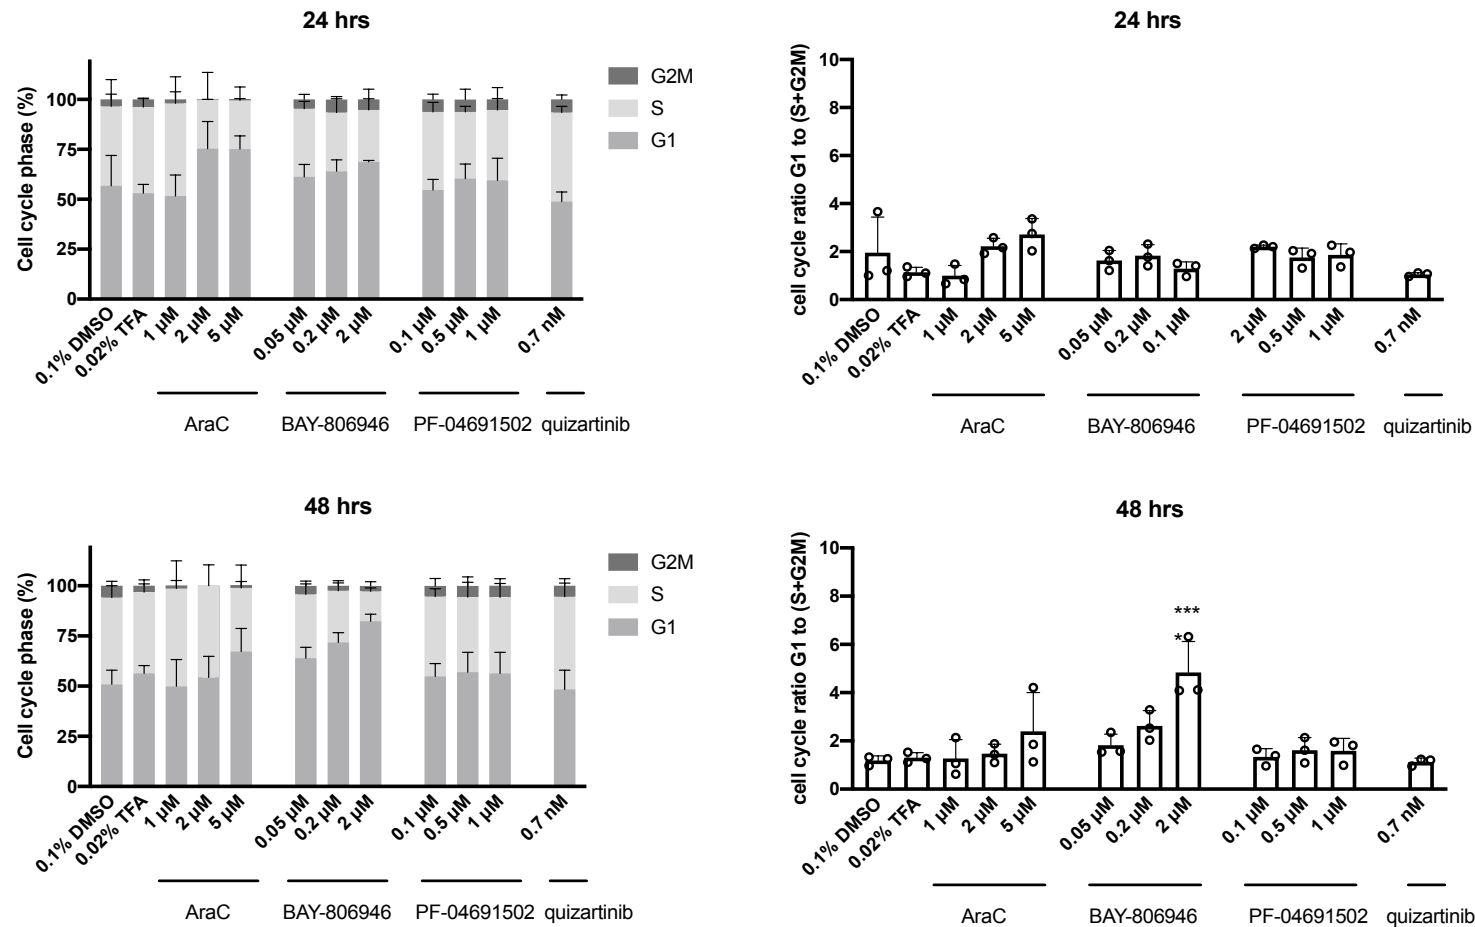 24 hrs
Cell cycle phase (%)
100
75
50
25
0
G2M
S
G1
0.1% DMSO
0.02% TFA
1 µM
2 µM
5 µM
0.05 µM
0.2 µM
2 µM
0.1 µM
0.5 µM
1 µM
0.7 nM
AraC
BAY-806946
PF-04691502
quizartinib
24 hrs
cell cycle ratio G1 to (S+G2M)
10
8
6
4
2
0
0.1% DMSO
0.02% TFA
1 µM
2 µM
5 µM
0.05 µM
0.2 µM
0.1 µM
2 µM
0.5 µM
1 µM
0.7 nM
AraC
BAY-806946
PF-04691502
quizartinib
48 hrs
Cell cycle phase (%)
100
75
50
25
0
G2M
S
G1
0.1% DMSO
0.02% TFA
1 µM
2 µM
5 µM
0.05 µM
0.2 µM
2 µM
0.1 µM
0.5 µM
1 µM
0.7 nM
AraC
BAY-806946
PF-04691502
quizartinib
48 hrs
cell cycle ratio G1 to (S+G2M)
10
8
6
4
2
0
***
*
0.1% DMSO
0.02% TFA
1 µM
2 µM
5 µM
0.05 µM
0.2 µM
2 µM
0.1 µM
0.5 µM
1 µM
0.7 nM
AraC
BAY-806946
PF-04691502
quizartinib